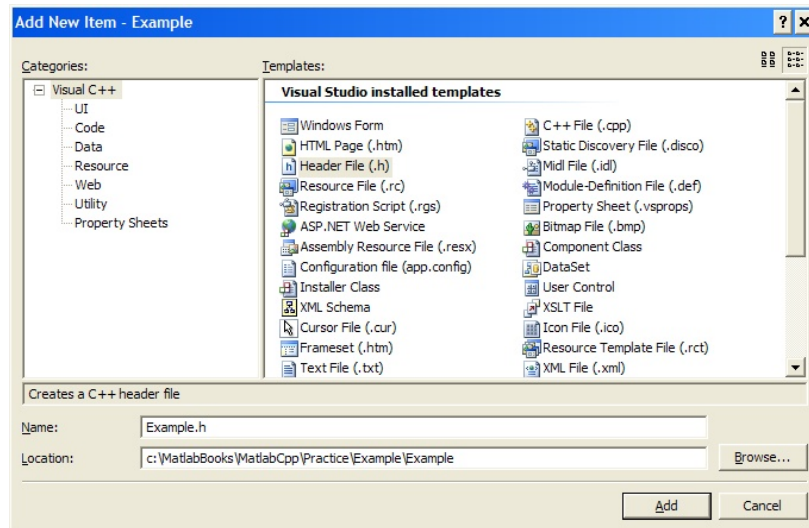 Add New Item - Example
Categories:
Templates:
Visual C++
UI
Code
Data
Resource
Web
Utility
Property Sheets
Visual Studio installed templates
Windows Form
HTML Page (.htm)
Header File (.h)
Resource File (.rc)
Registration Script (.rgs)
ASP.NET Web Service
Assembly Resource File (.resx)
Configuration file (app.config)
Installer Class
XML Schema
Cursor File (.cur)
Frameset (.htm)
Text File (.txt)
C++ File (.cpp)
Static Discovery File (.disco)
Midl File (.idl)
Module-Definition File (.def)
Property Sheet (.vsprops)
Bitmap File (.bmp)
Component Class
DataSet
User Control
XSLT File
Icon File (.ico)
Resource Template File (.rct)
XML File (.xml)
Creates a C++ header file
Name:
Example.h
Location:
c:\MatlabBooks\MatlabCpp\Practice\Example\Example
Browse...
Add
Cancel